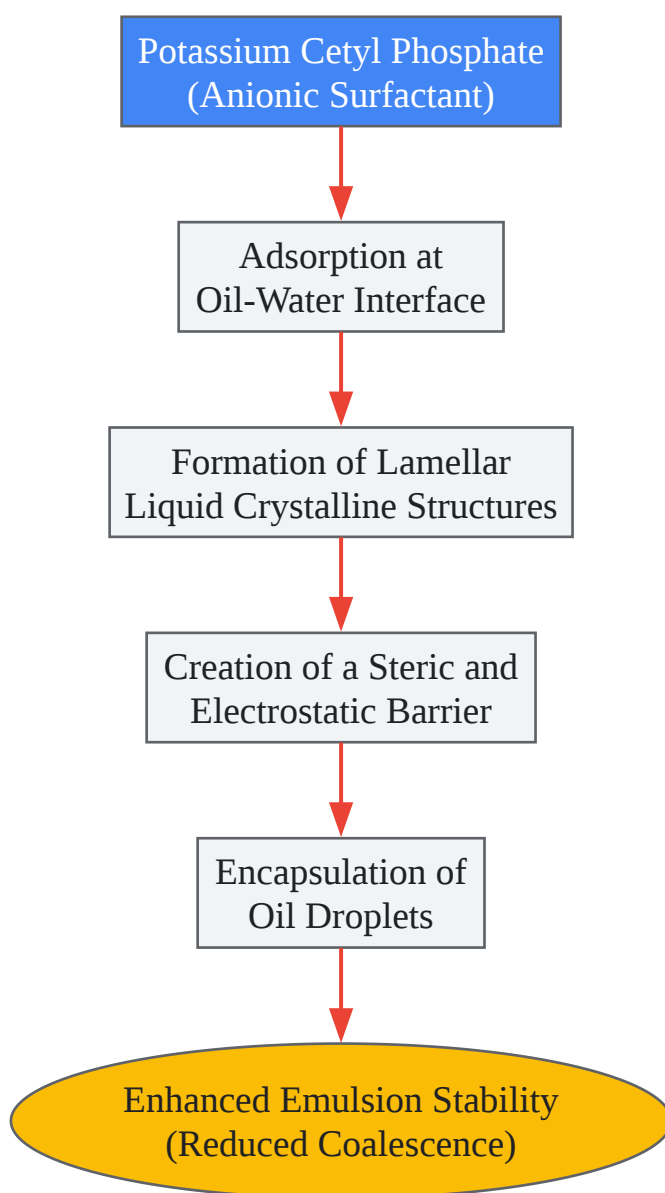 Potassium Cetyl Phosphate
(Anionic Surfactant)
Adsorption at
Oil-Water Interface
Formation of Lamellar
Liquid Crystalline Structures
Creation of a Steric and
Electrostatic Barrier
Encapsulation of
Oil Droplets
Enhanced Emulsion Stability
(Reduced Coalescence)